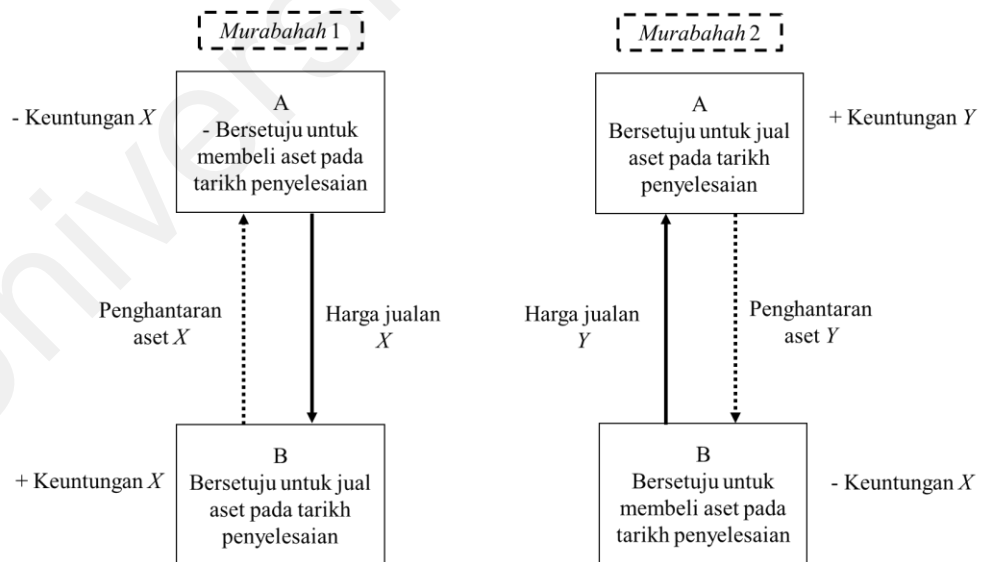 Murabahah 1
- Keuntungan X
A
- Bersetuju untuk
membeli aset pada
tarikh penyelesaian
Penghantaran
aset X
Harga jualan
X
+ Keuntungan X
B
Bersetuju untuk jual
aset pada tarikh
penyelesaian
Murabahah 2
A
Bersetuju untuk jual
aset pada tarikh
penyelesaian
+ Keuntungan Y
Harga jualan
Y
Penghantaran
aset Y
B
Bersetuju untuk
membeli aset pada
tarikh penyelesaian
- Keuntungan X